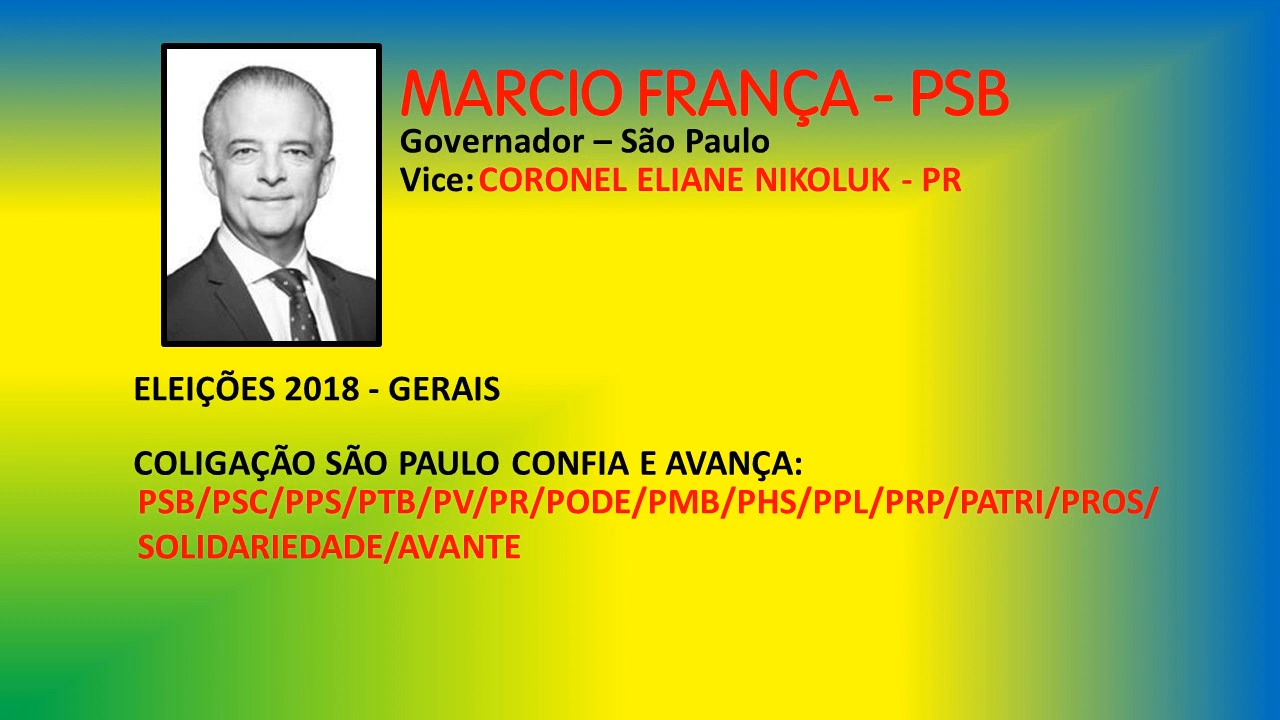 MARCIO FRANÇA - PSB
Governador – São Paulo
Vice: CORONEL ELIANE NIKOLUK - PR
ELEIÇÕES 2018 - GERAIS
COLIGAÇÃO SÃO PAULO CONFIA E AVANÇA:
PSB/PSC/PPS/PTB/PV/PR/PODE/PMB/PHS/PPL/PRP/PATRI/PROS/
SOLIDARIEDADE/AVANTE